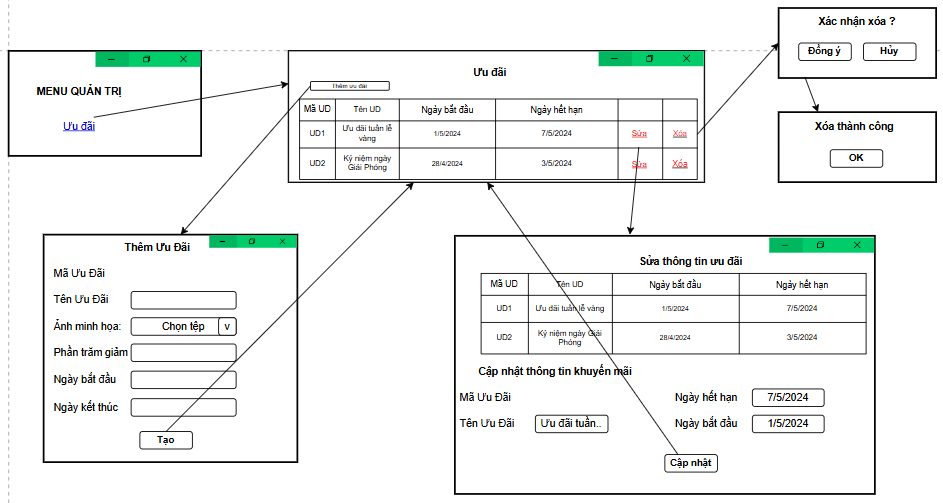 MENU QUẢN TRỊ
Ưu đãi
Ưu đãi
Thêm ưu đãi
Mã UD Tên UD Ngày bắt đầu Ngày hết hạn
UD1 Ưu dãi tuần lễ vàng 1/5/2024 7/5/2024 Sửa Xóa
UD2 Kỷ niệm ngày Giải Phóng 28/4/2024 3/5/2024 Sửa Xóa
Xác nhận xóa ?
Đồng ý Hủy
Xóa thành công
OK
Thêm Ưu Đãi
Mã Ưu Đãi
Tên Ưu Đãi
Ảnh minh họa: Chọn tệp v
Phần trăm giảm
Ngày bắt đầu
Ngày kết thúc
Tạo
Sửa thông tin ưu đãi
Mã UD Tên UD Ngày bắt đầu Ngày hết hạn
UD1 Ưu dãi tuần lễ vàng 1/5/2024 7/5/2024
UD2 Kỷ niệm ngày Giải Phóng 28/4/2024 3/5/2024
Cập nhật thông tin khuyến mãi
Mã Ưu Đãi Ngày hết hạn 7/5/2024
Tên Ưu Đãi Ưu đãi tuần.. Ngày bắt đầu 1/5/2024
Cập nhật